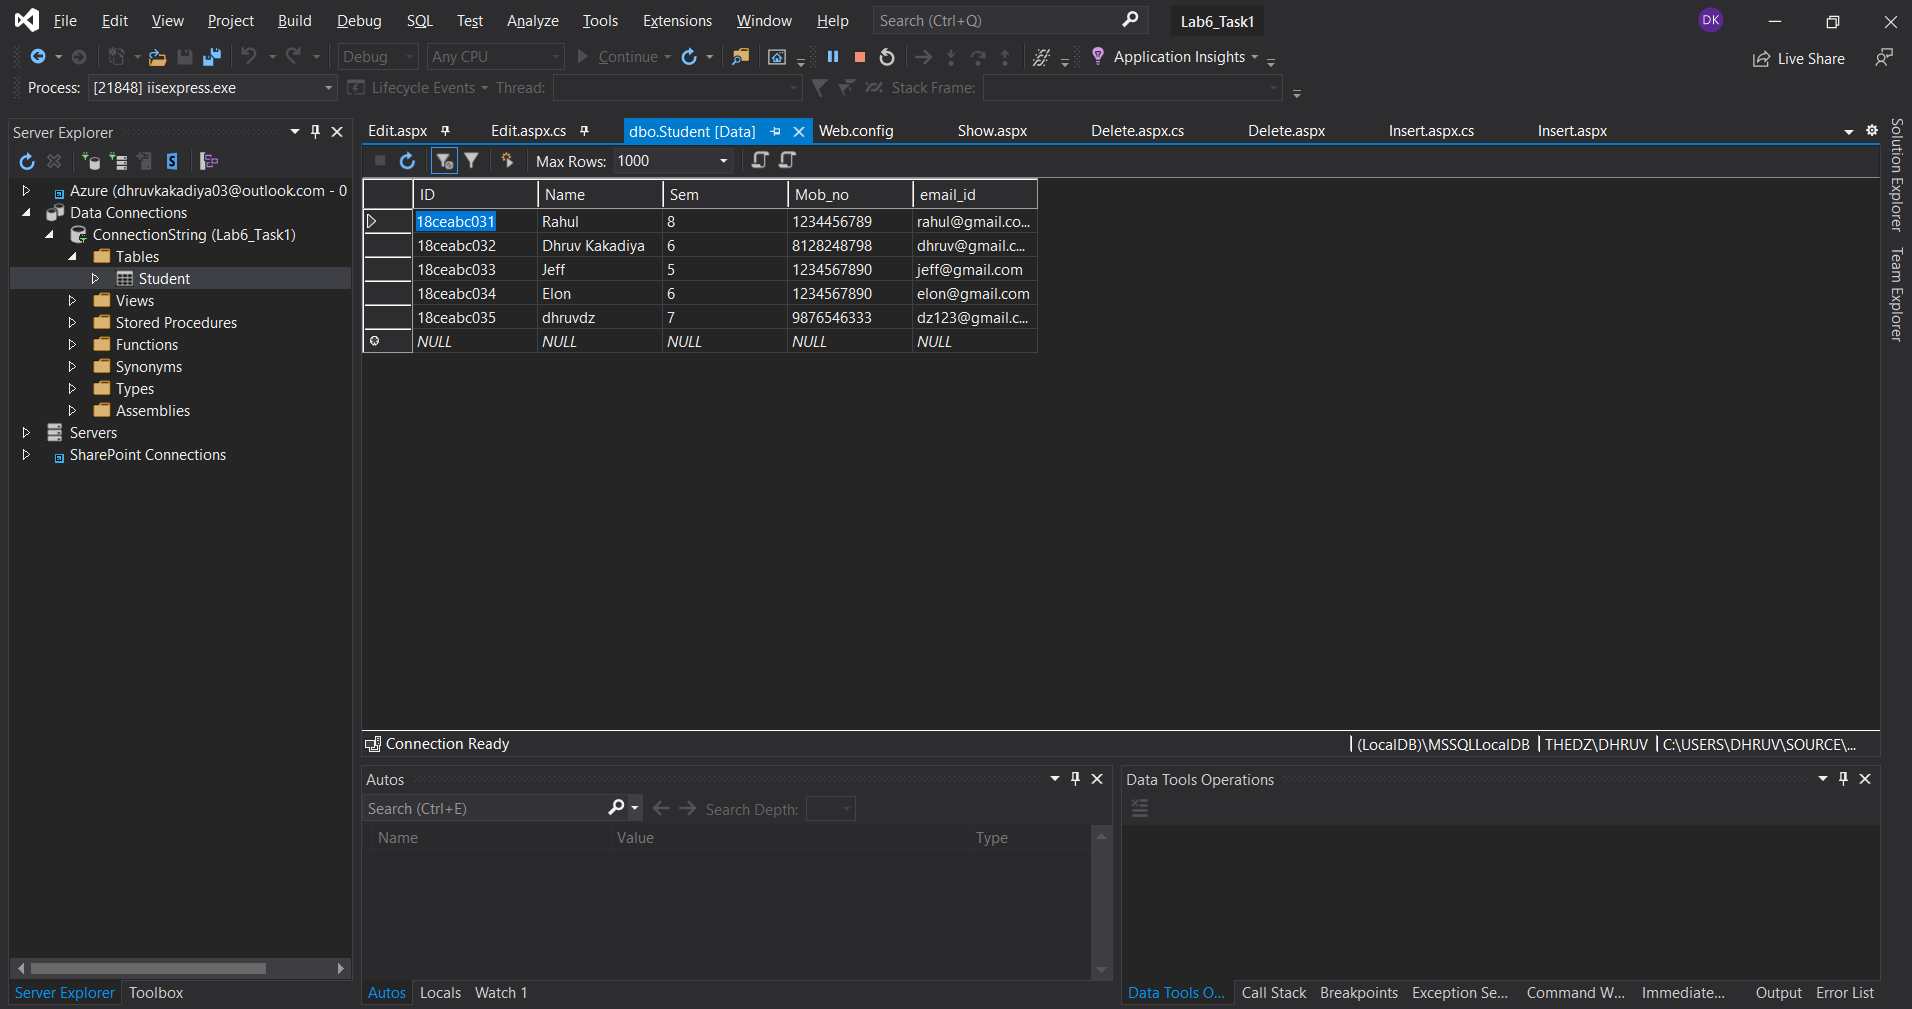 File Edit View Project Build Debug SQL Test Analyze Tools Extensions Window Help Search (Ctrl+Q) Lab6_Task1 DK
Debug Any CPU Continue Application Insights Live Share
Process: [21848] iisexpress.exe Lifecycle Events Thread: Stack Frame:
Server Explorer
Azure (dhruvkakadiya03@outlook.com - 0
Data Connections
ConnectionString (Lab6_Task1)
Tables
Student
Views
Stored Procedures
Functions
Synonyms
Types
Assemblies
Servers
SharePoint Connections
Server Explorer Toolbox
Edit.aspx Edit.aspx.cs dbo.Student [Data] Web.config Show.aspx Delete.aspx.cs Delete.aspx Insert.aspx.cs Insert.aspx
Max Rows: 1000
ID Name Sem Mob_no email_id
18ceabc031 Rahul 8 1234456789 rahul@gmail.co...
18ceabc032 Dhruv Kakadiya 6 8128248798 dhruv@gmail.c...
18ceabc033 Jeff 5 1234567890 jeff@gmail.com
18ceabc034 Elon 6 1234567890 elon@gmail.com
18ceabc035 dhruvdz 7 9876546333 dz123@gmail.c...
NULL NULL NULL NULL NULL
Connection Ready (LocalDB)\MSSQLLocalDB THEDZ\DHRUV C:\USERS\DHRUV\SOURCE\...
Autos
Search (Ctrl+E) Search Depth:
Name Value Type
Autos Locals Watch 1
Data Tools Operations
Data Tools O... Call Stack Breakpoints Exception Se... Command W... Immediate... Output Error List
Solution Explorer
Team Explorer